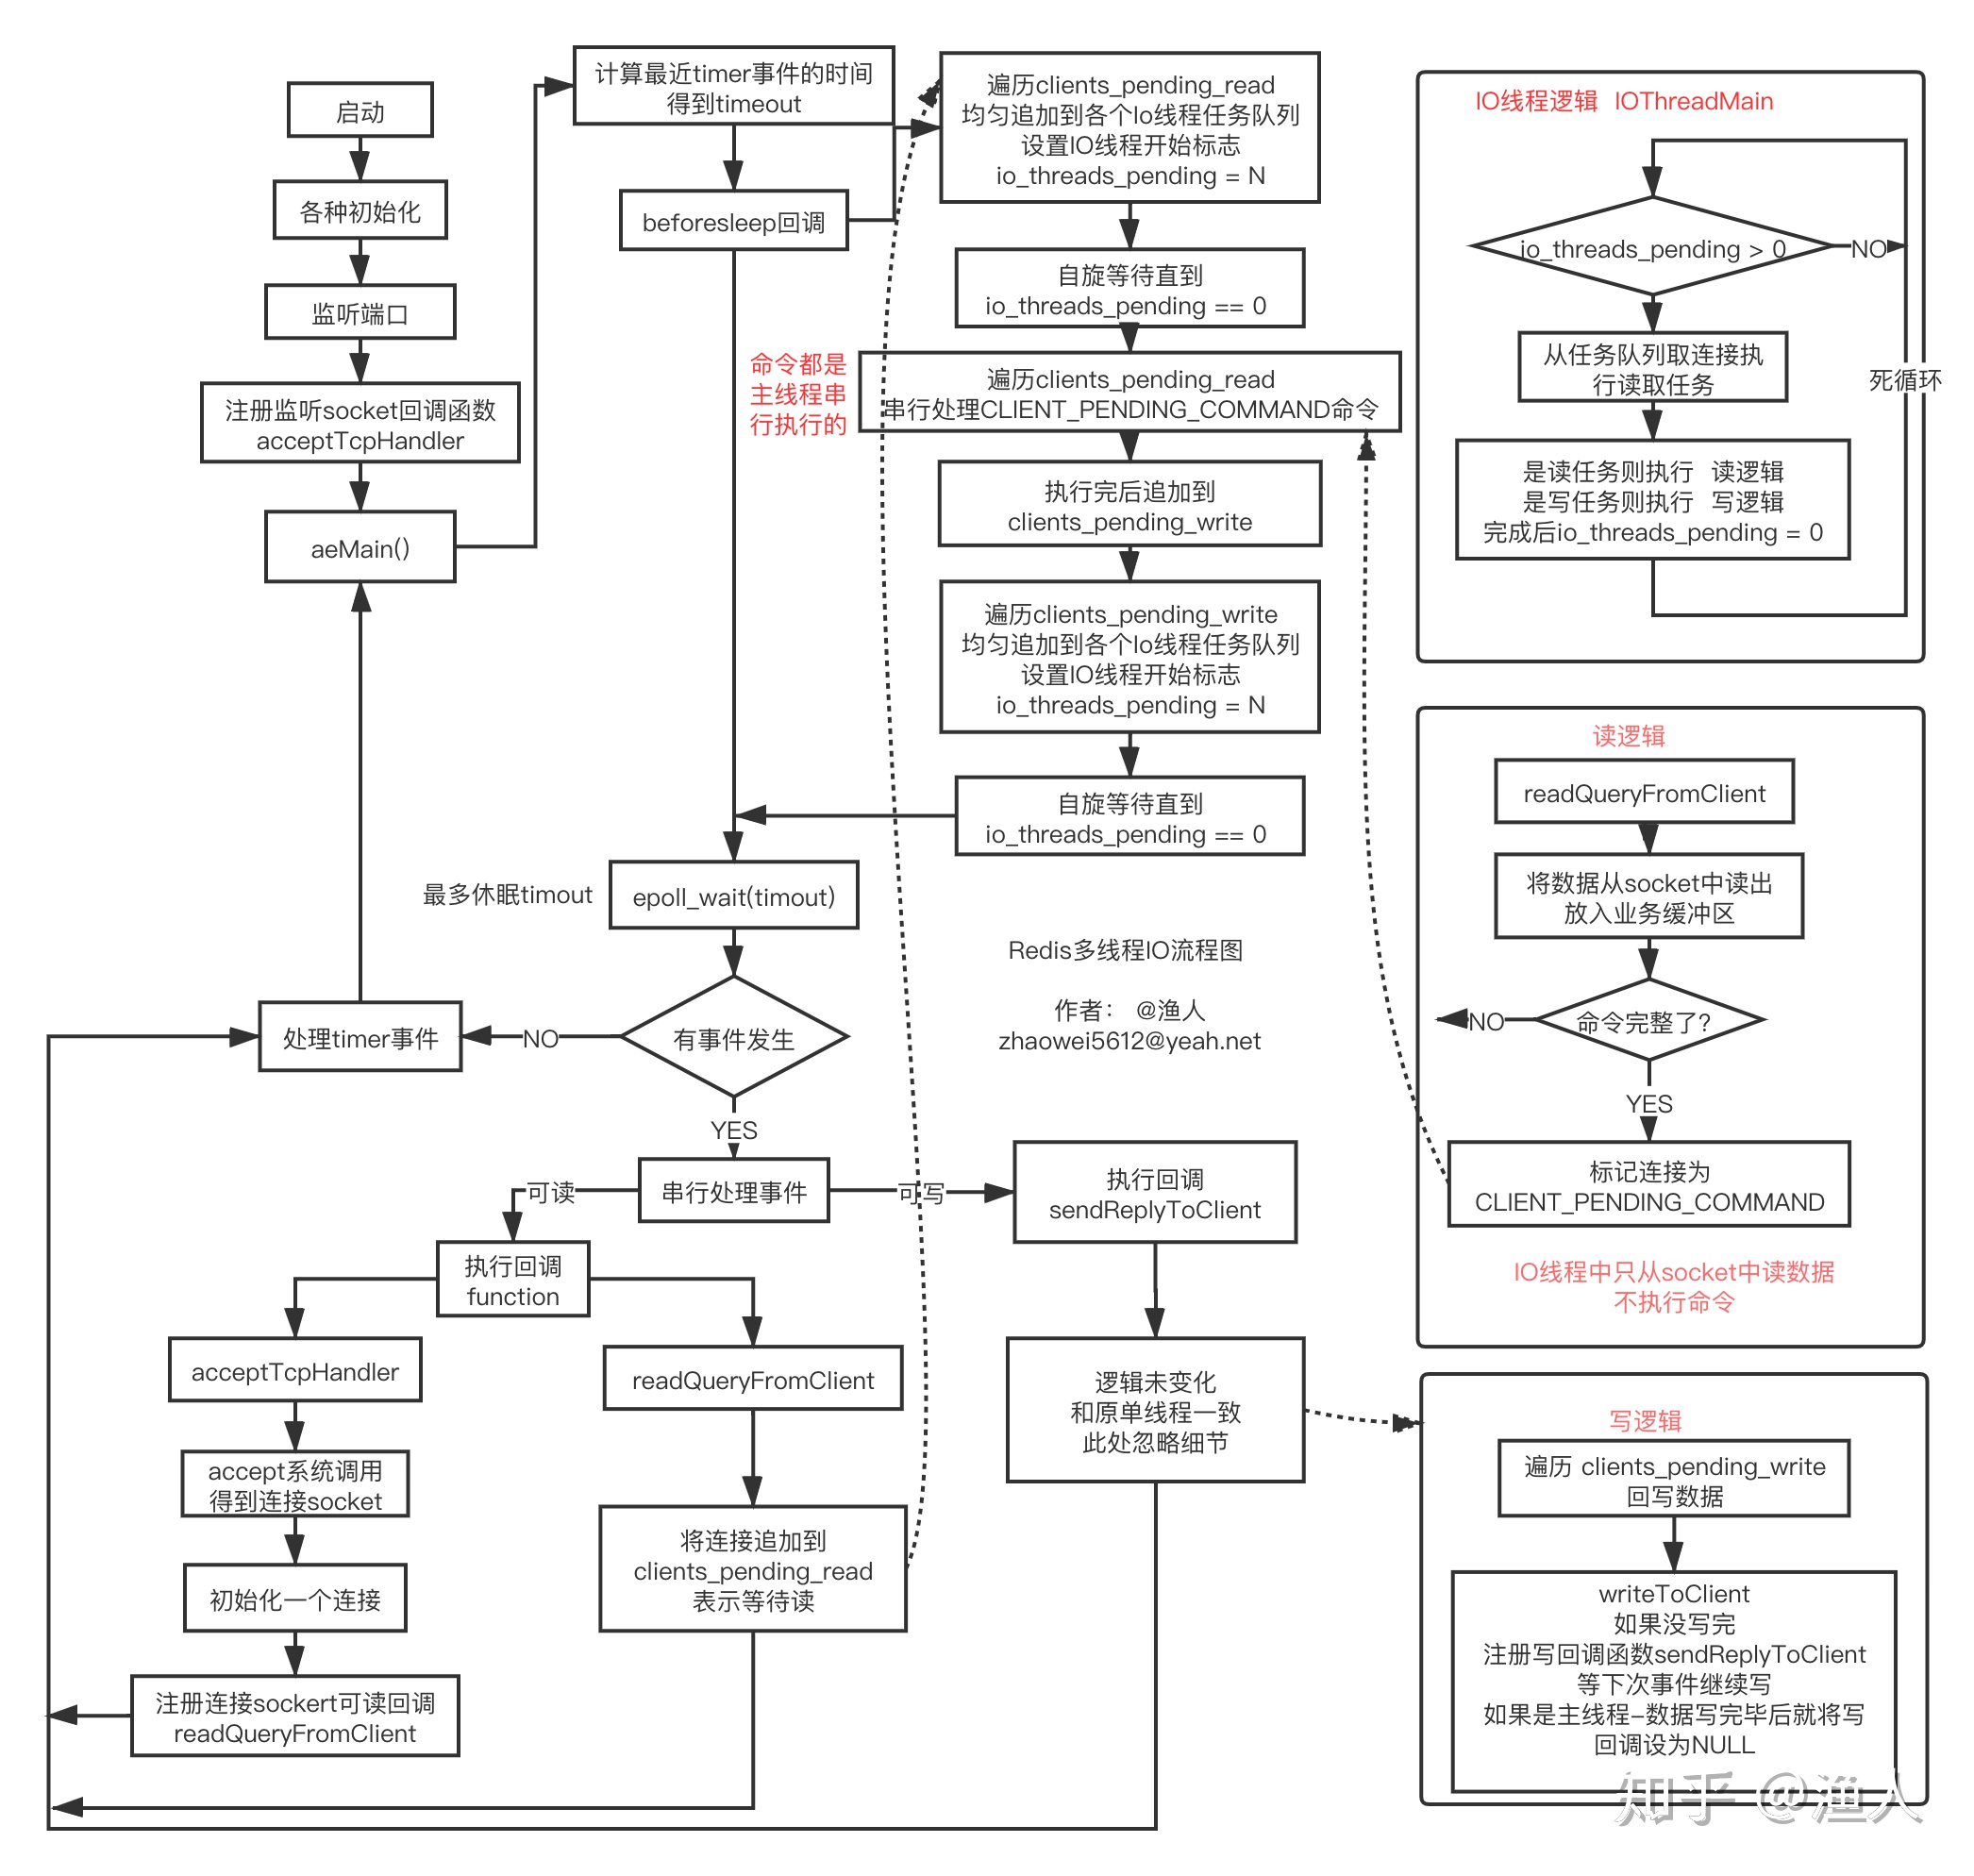 启动
各种初始化
监听端口
注册监听socket回调函数
acceptTcpHandler
aeMain()
计算最近timer事件的时间
得到timeout
beforesleep回调
遍历clients_pending_read
均匀追加到各个Io线程任务队列
设置IO线程开始标志
io_threads_pending = N
自旋等待直到
io_threads_pending == 0
命令都是
主线程串
行执行的
遍历clients_pending_read
串行处理CLIENT_PENDING_COMMAND命令
执行完后追加到
clients_pending_write
遍历clients_pending_write
均匀追加到各个Io线程任务队列
设置IO线程开始标志
io_threads_pending = N
自旋等待直到
io_threads_pending == 0
最多休眠timout
epoll_wait(timout)
有事件发生
NO
处理timer事件
YES
串行处理事件
可读
可写
执行回调
function
acceptTcpHandler
accept系统调用
得到连接socket
初始化一个连接
注册连接sockert可读回调
readQueryFromClient
readQueryFromClient
将连接追加到
clients_pending_read
表示等待读
执行回调
sendReplyToClient
逻辑未变化
和原单线程一致
此处忽略细节
Redis多线程IO流程图
作者： @渔人
zhaowei5612@yeah.net
IO线程逻辑 IOThreadMain
io_threads_pending > 0
NO
死循环
从任务队列取连接执
行读取任务
是读任务则执行 读逻辑
是写任务则执行 写逻辑
完成后io_threads_pending = 0
读逻辑
readQueryFromClient
将数据从socket中读出
放入业务缓冲区
命令完整了?
NO
YES
标记连接为
CLIENT_PENDING_COMMAND
IO线程中只从socket中读数据
不执行命令
写逻辑
遍历 clients_pending_write
回写数据
writeToClient
如果没写完
注册写回调函数sendReplyToClient
等下次事件继续写
如果是主线程-数据写完毕后就将写
回调设为NULL
知乎 @渔人